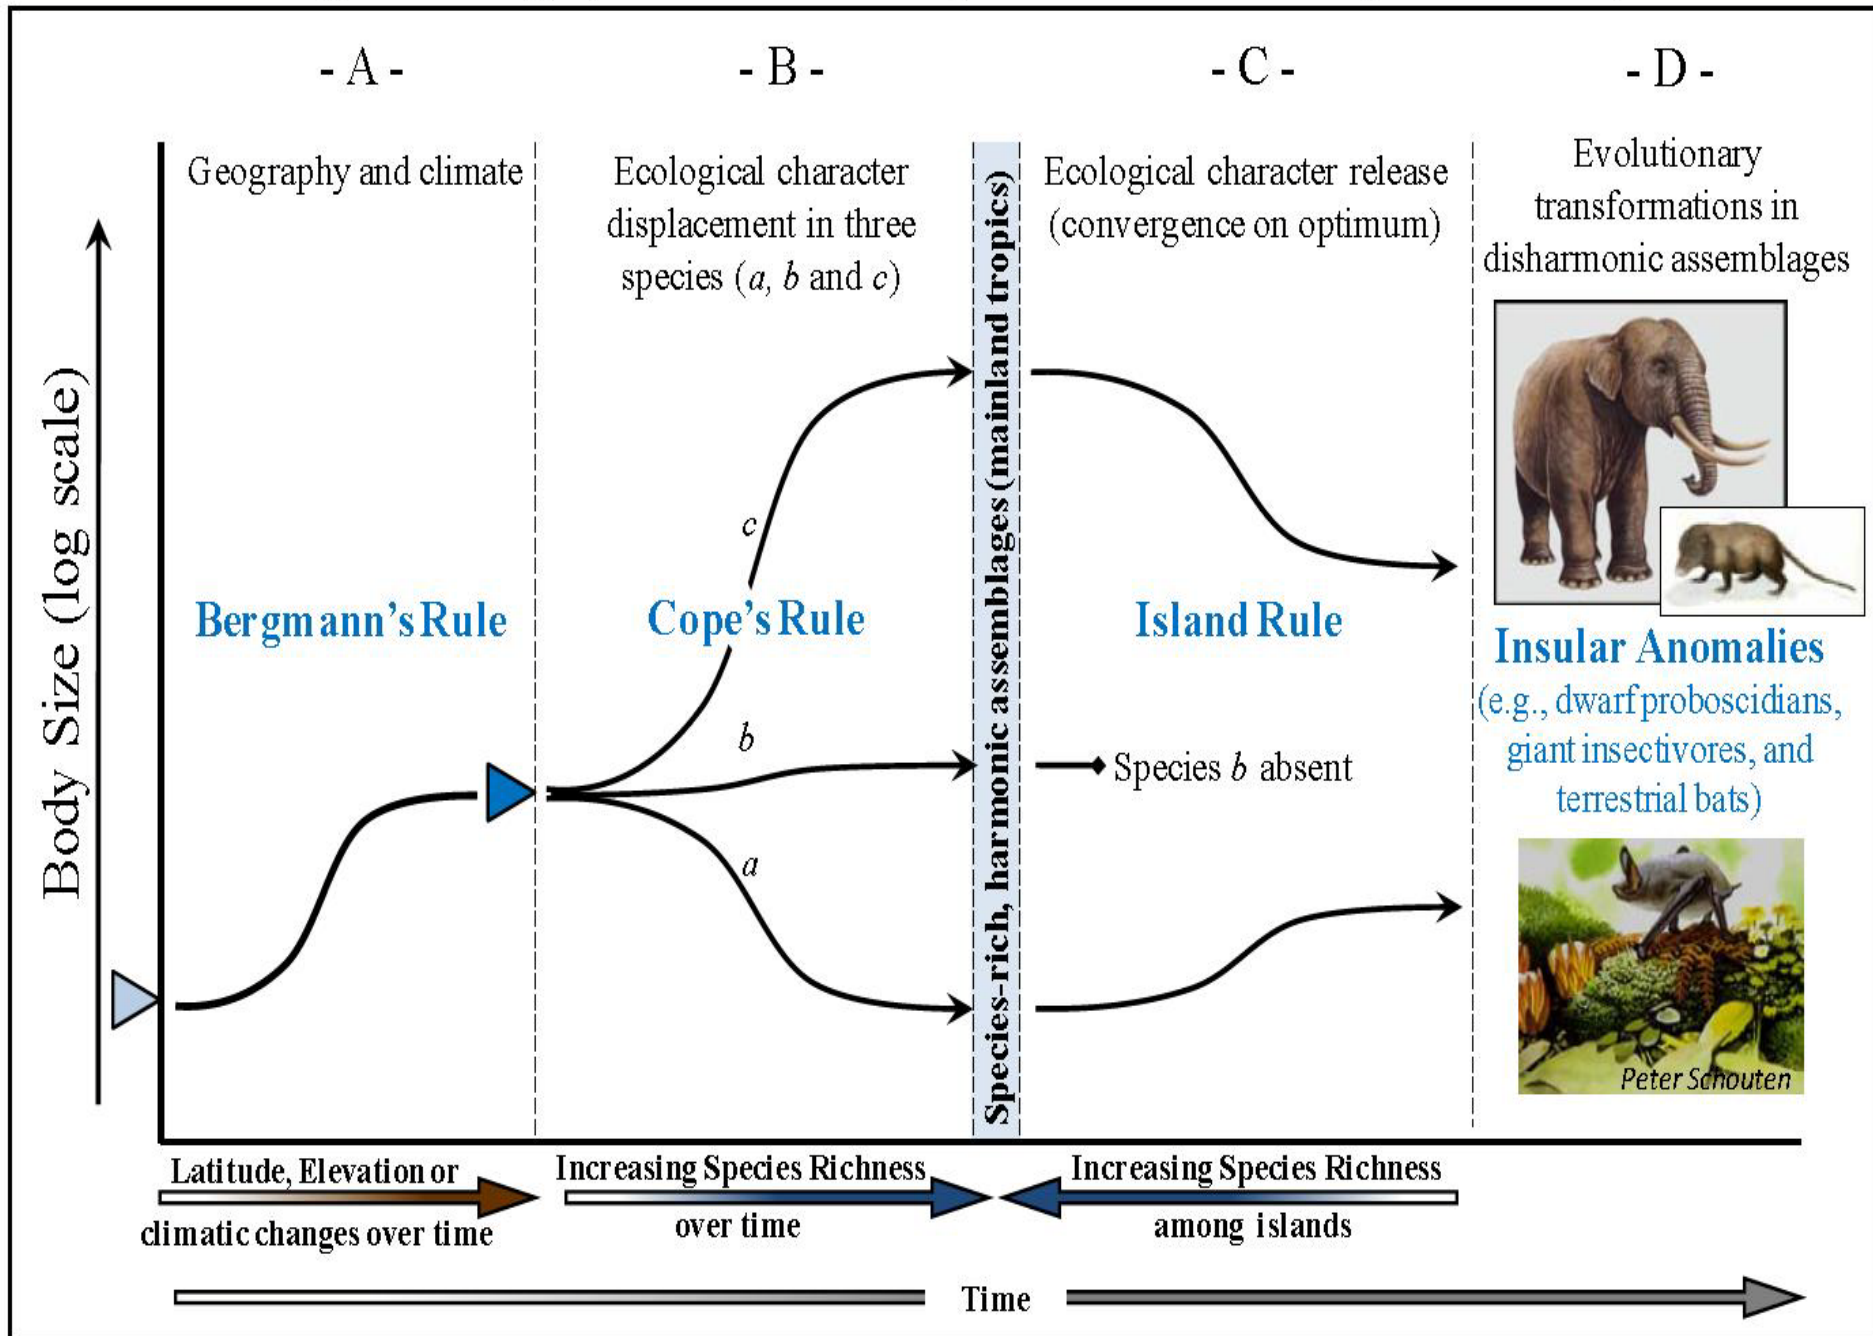 - A -
- B -
- C -
- D -
Geography and climate
Ecological character
displacement in three
species (a, b and c)
Species-rich, harmonic assemblages (mainland tropics)
Ecological character release
(convergence on optimum)
Evolutionary
transformations in
disharmonic assemblages
Body Size (log scale)
c
b
a
Bergmann's Rule
Cope's Rule
Island Rule
Species b absent
Insular Anomalies
(e.g., dwarf proboscidians,
giant insectivores, and
terrestrial bats)
Peter Schouten
Latitude, Elevation or
climatic changes over time
Increasing Species Richness
over time
Increasing Species Richness
among islands
Time